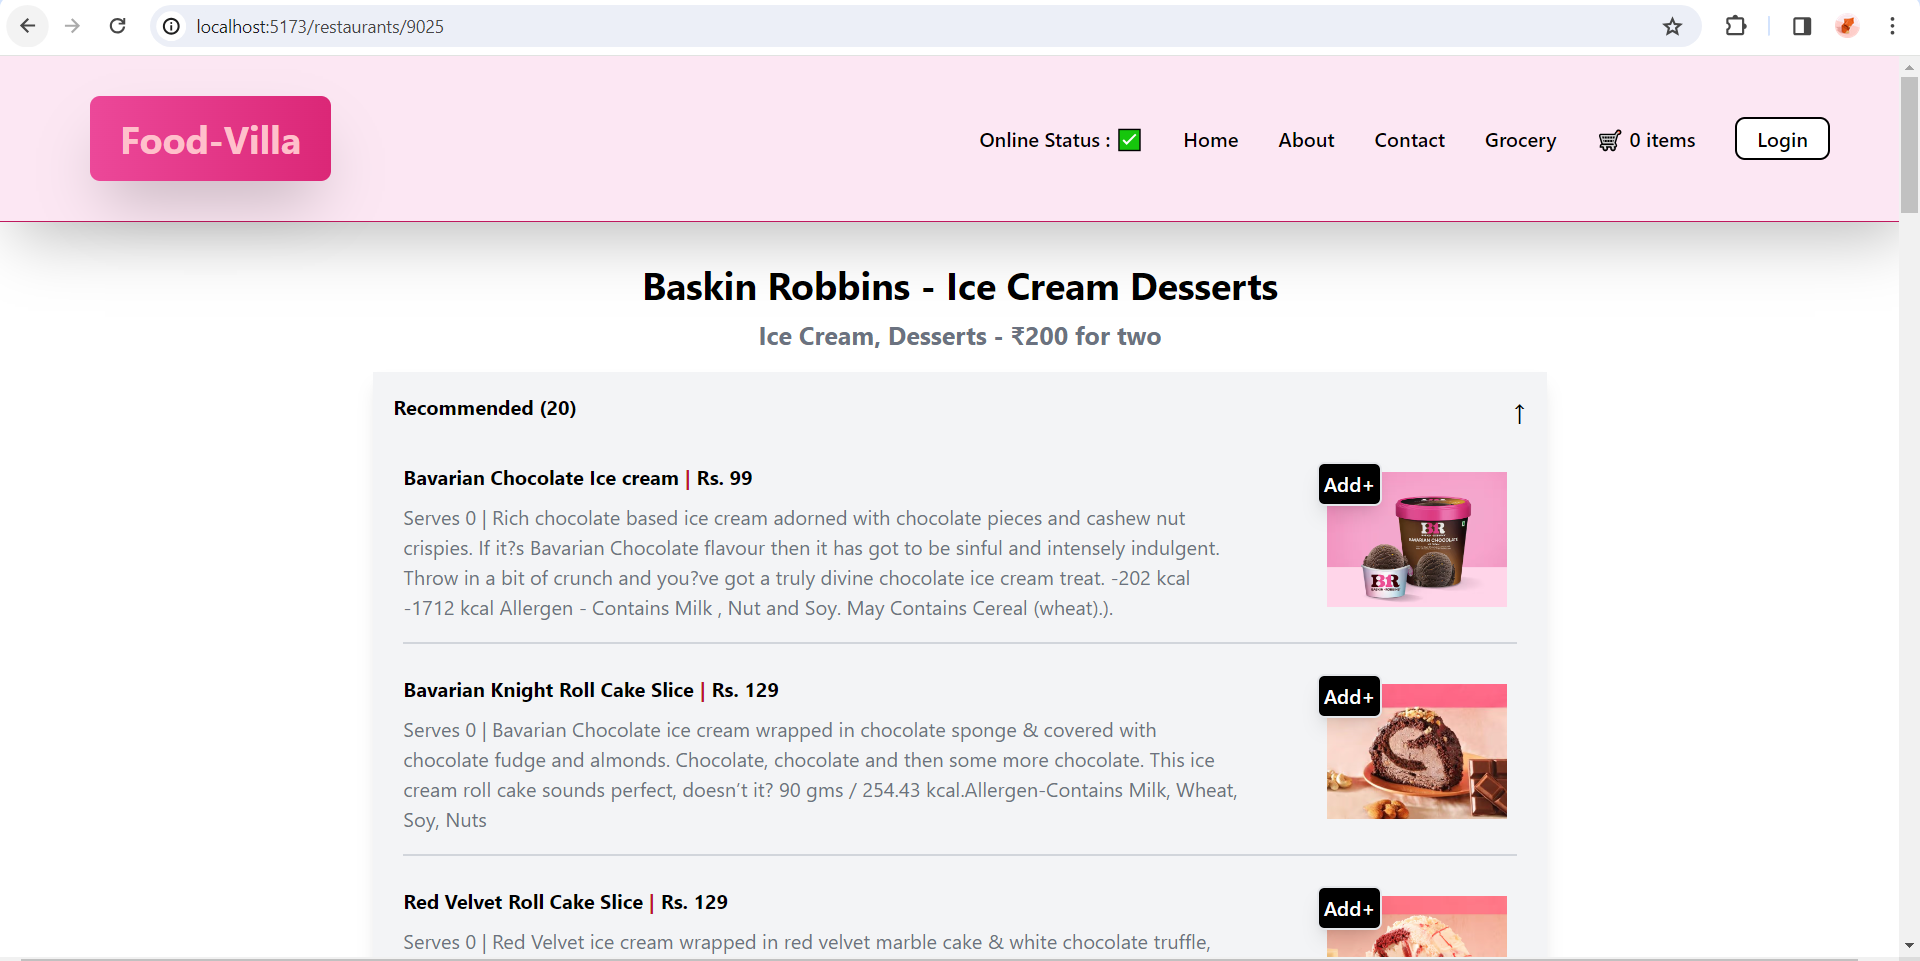 localhost:5173/restaurants/9025
Food-Villa
Online Status : ✅ Home About Contact Grocery 🛒 0 items Login
Baskin Robbins - Ice Cream Desserts
Ice Cream, Desserts - ₹200 for two
Recommended (20) ↑
Bavarian Chocolate Ice cream | Rs. 99
Add+
Serves 0 | Rich chocolate based ice cream adorned with chocolate pieces and cashew nut
crispies. If it?s Bavarian Chocolate flavour then it has got to be sinful and intensely indulgent.
Throw in a bit of crunch and you?ve got a truly divine chocolate ice cream treat. -202 kcal
-1712 kcal Allergen - Contains Milk , Nut and Soy. May Contains Cereal (wheat).).
BR
BAVARIAN CHOCOLATE
BR
BASKIN ROBBINS
Bavarian Knight Roll Cake Slice | Rs. 129
Add+
Serves 0 | Bavarian Chocolate ice cream wrapped in chocolate sponge & covered with
chocolate fudge and almonds. Chocolate, chocolate and then some more chocolate. This ice
cream roll cake sounds perfect, doesn’t it? 90 gms / 254.43 kcal.Allergen-Contains Milk, Wheat,
Soy, Nuts
Red Velvet Roll Cake Slice | Rs. 129
Add+
Serves 0 | Red Velvet ice cream wrapped in red velvet marble cake & white chocolate truffle,